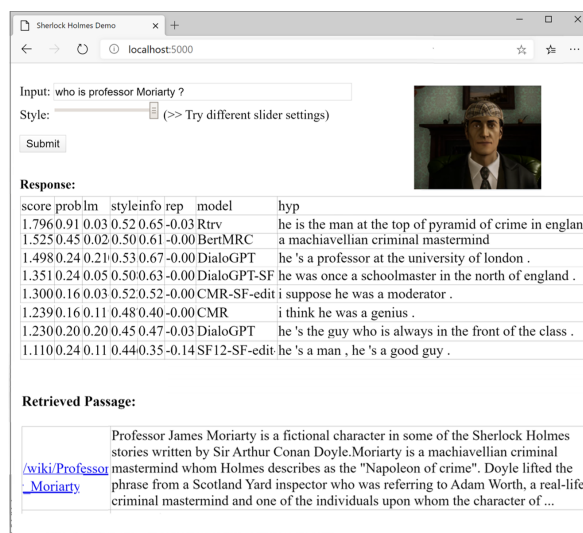 Sherlock Holmes Demo
localhost:5000
Input: who is professor Moriarty ?
Style: (>> Try different slider settings)
Submit
Response:
score prob lm style info rep model hyp
1.796 0.91 0.03 0.52 0.65 -0.03 Rtrv he is the man at the top of pyramid of crime in englan
1.525 0.45 0.02 0.50 0.61 -0.00 BertMRC a machiavellian criminal mastermind
1.498 0.24 0.21 0.53 0.67 -0.00 DialoGPT he 's a professor at the university of london .
1.351 0.24 0.05 0.50 0.63 -0.00 DialoGPT-SF he was once a schoolmaster in the north of england .
1.300 0.16 0.03 0.52 0.52 -0.00 CMR-SF-edit i suppose he was a moderator .
1.239 0.16 0.11 0.48 0.40 -0.00 CMR i think he was a genius .
1.230 0.20 0.20 0.45 0.47 -0.03 DialoGPT he 's the guy who is always in the front of the class .
1.110 0.24 0.11 0.44 0.35 -0.14 SF12-SF-edit- he 's a man , he 's a good guy .
Retrieved Passage:
/wiki/Professor_Moriarty
Professor James Moriarty is a fictional character in some of the Sherlock Holmes
stories written by Sir Arthur Conan Doyle.Moriarty is a machiavellian criminal
mastermind whom Holmes describes as the "Napoleon of crime". Doyle lifted the
phrase from a Scotland Yard inspector who was referring to Adam Worth, a real-life
criminal mastermind and one of the individuals upon whom the character of ...